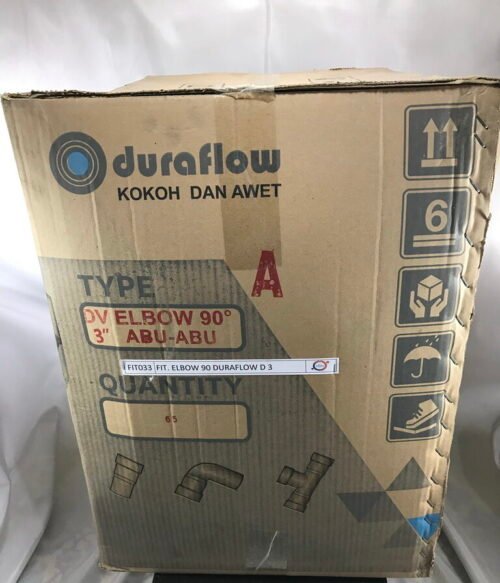 duraflow
KOKOH DAN AWET
6
A
TYPE
DV ELBOW 90°
3" ABU-ABU
FIT033 FIT. ELBOW 90 DURAFLOW D 3
QUANTITY
65